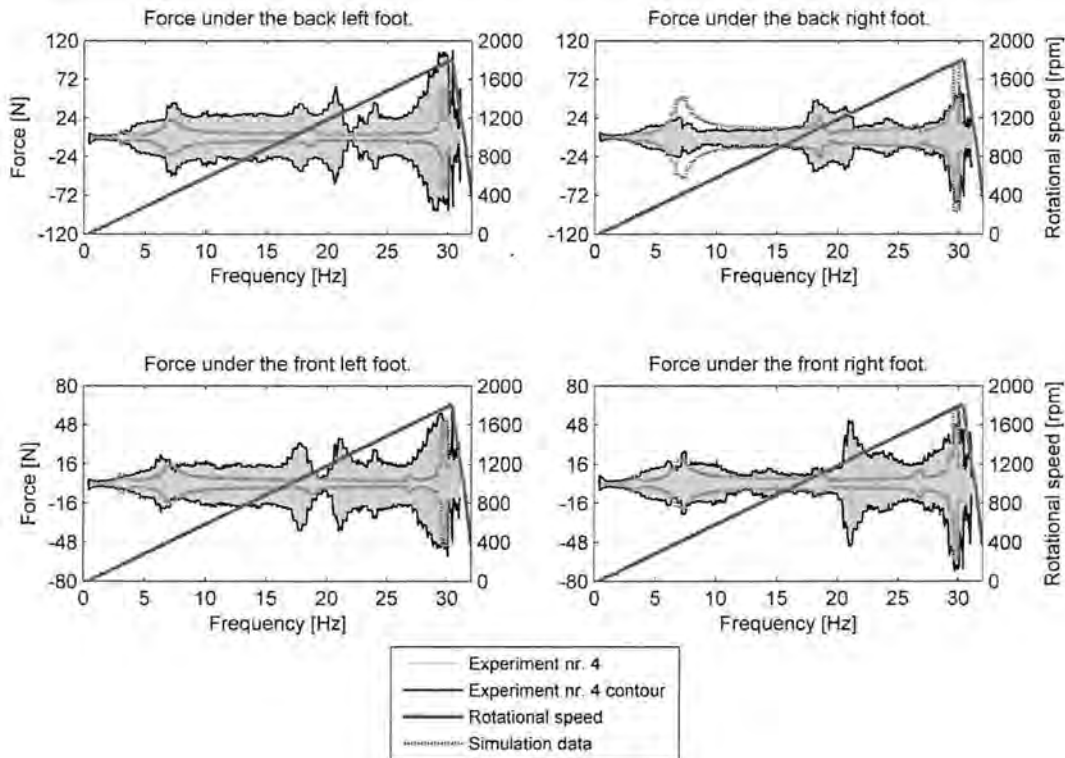 Force under the back left foot.
Force under the back right foot.
Force [N]
120
72
24
-24
-72
-120
2000
1600
1200
800
400
0
0 5 10 15 20 25 30
Frequency [Hz]
120
72
24
-24
-72
-120
2000
1600
1200
800
400
0
Rotational speed [rpm]
0 5 10 15 20 25 30
Frequency [Hz]
Force under the front left foot.
Force under the front right foot.
Force [N]
80
48
16
-16
-48
-80
2000
1600
1200
800
400
0
0 5 10 15 20 25 30
Frequency [Hz]
80
48
16
-16
-48
-80
2000
1600
1200
800
400
0
Rotational speed [rpm]
0 5 10 15 20 25 30
Frequency [Hz]
Experiment nr. 4
Experiment nr. 4 contour
Rotational speed
Simulation data